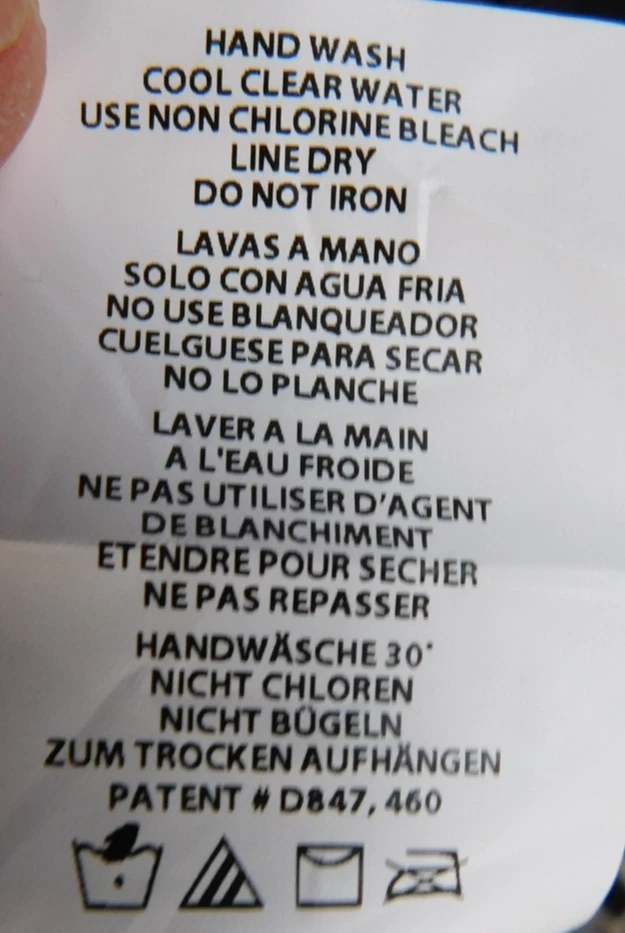 HAND WASH
COOL CLEAR WATER
USE NON CHLORINE BLEACH
LINE DRY
DO NOT IRON
LAVAS A MANO
SOLO CON AGUA FRIA
NO USE BLANQUEADOR
CUELGUESE PARA SECAR
NO LO PLANCHE
LAVER A LA MAIN
A L'EAU FROIDE
NE PAS UTILISER D'AGENT
DE BLANCHIMENT
ETENDRE POUR SECHER
NE PAS REPASSER
HANDWÄSCHE 30°
NICHT CHLOREN
NICHT BÜGELN
ZUM TROCKEN AUFHÄNGEN
PATENT # D847, 460